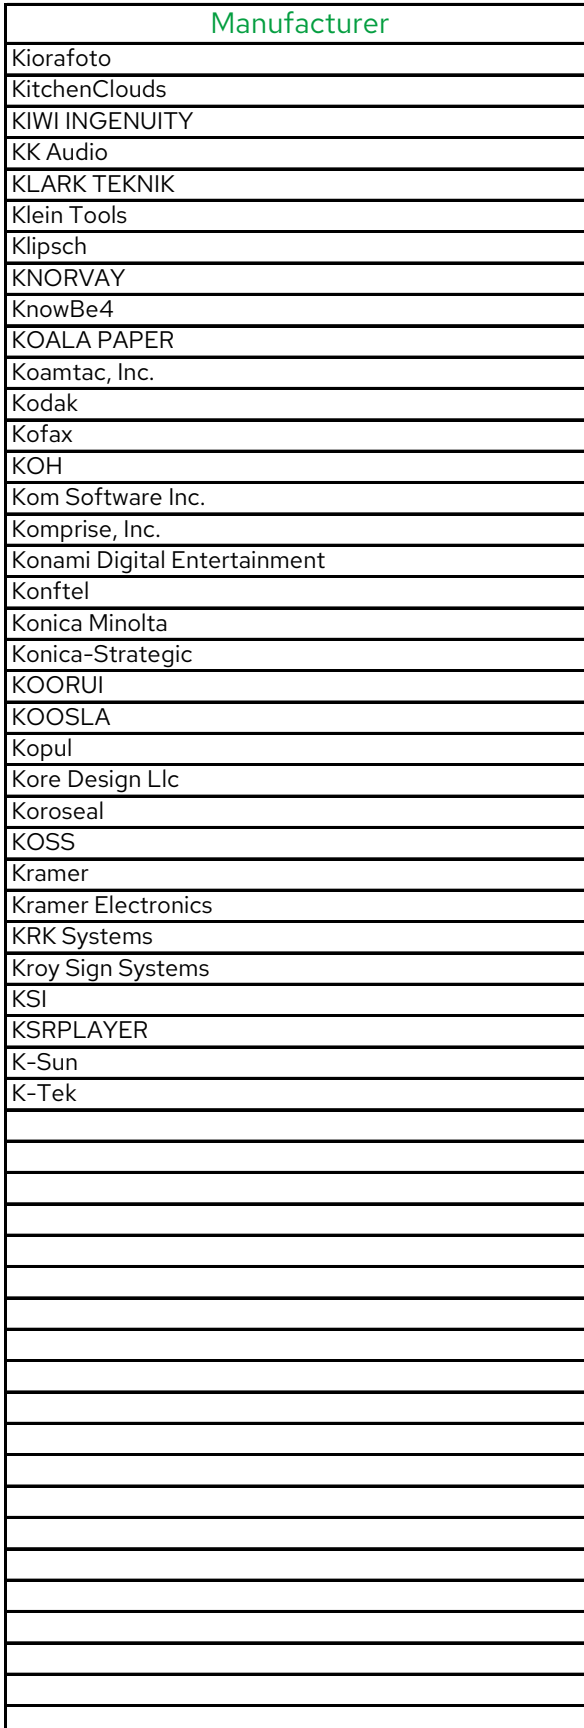 Manufacturer
Kiorafoto
KitchenClouds
KIWI INGENUITY
KK Audio
KLARK TEKNIK
Klein Tools
Klipsch
KNORVAY
KnowBe4
KOALA PAPER
Koamtac, Inc.
Kodak
Kofax
KOH
Kom Software Inc.
Komprise, Inc.
Konami Digital Entertainment
Konftel
Konica Minolta
Konica-Strategic
KOORUI
KOOSLA
Kopul
Kore Design Llc
Koroseal
KOSS
Kramer
Kramer Electronics
KRK Systems
Kroy Sign Systems
KSI
KSRPLAYER
K-Sun
K-Tek